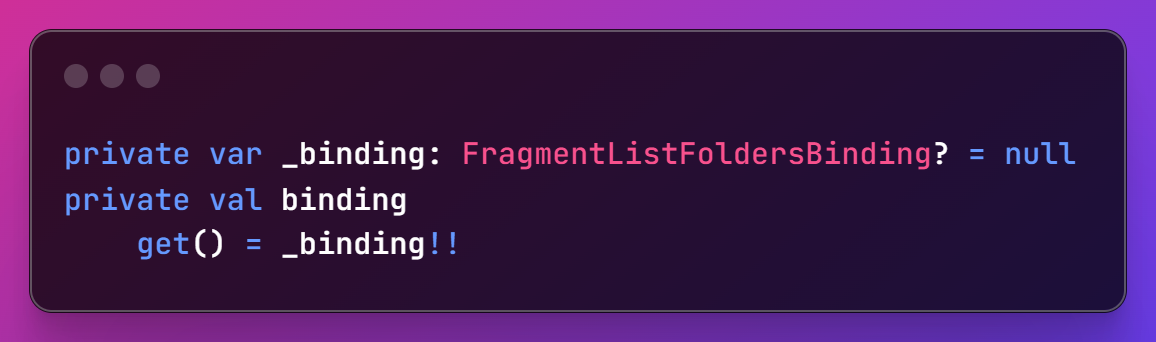 private var _binding: FragmentListFoldersBinding? = null
private val binding
    get() = _binding!!